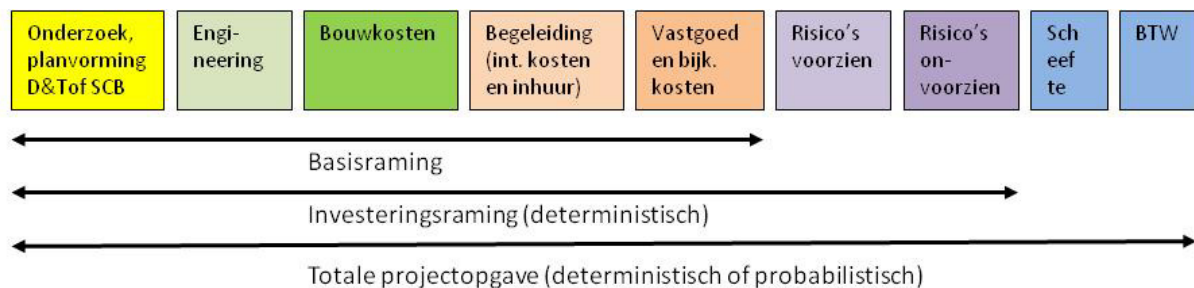 Onderzoek,
planvorming
D&Tof SCB
Engi-
neering
Bouwkosten
Begeleiding
(int. kosten
en inhuur)
Vastgoed
en bijk.
kosten
Risico's
voorzien
Risico's
on-
voorzien
Sch
eef
te
BTW
Basisraming
Investeringsraming (deterministisch)
Totale projectopgave (deterministisch of probabilistisch)